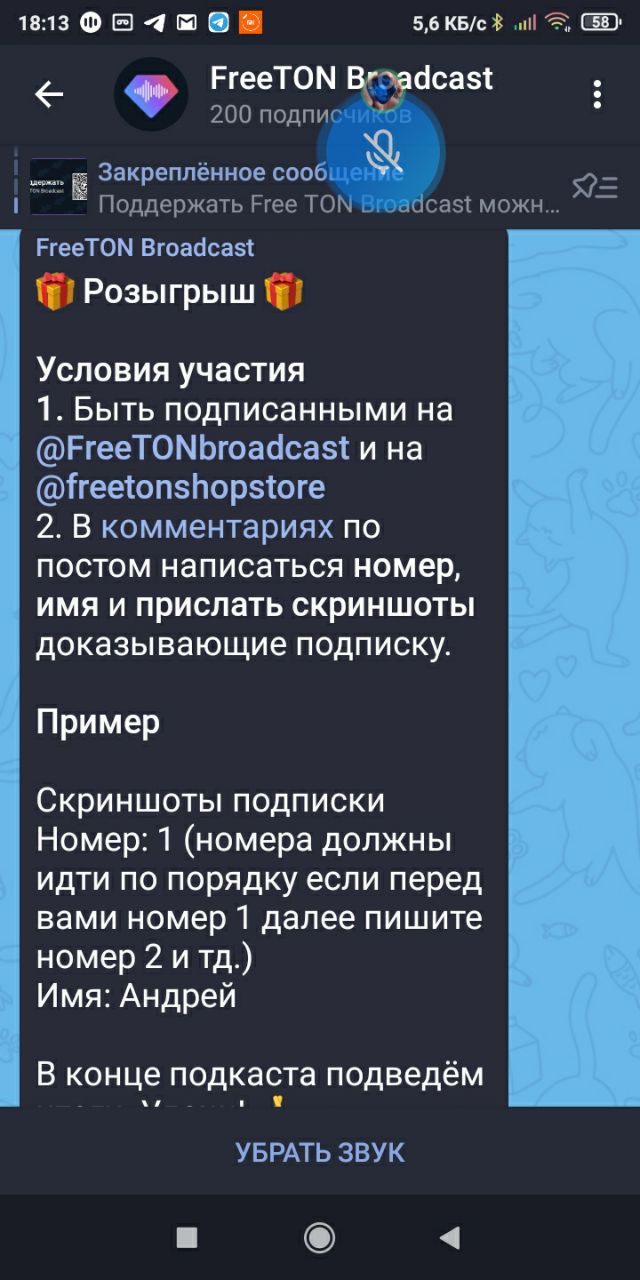 18:13
5,6 КБ/с
58
FreeTON Broadcast
200 подписчиков
Закреплённое сообщение
Поддержать Free TON Broadcast можн...
FreeTON Broadcast
🎁 Розыгрыш 🎁
Условия участия
1. Быть подписанными на
@FreeTONbroadcast и на
@freetonshopstore
2. В комментариях по
постом написаться номер,
имя и прислать скриншоты
доказывающие подписку.
Пример
Скриншоты подписки
Номер: 1 (номера должны
идти по порядку если перед
вами номер 1 далее пишите
номер 2 и тд.)
Имя: Андрей
В конце подкаста подведём
УБРАТЬ ЗВУК